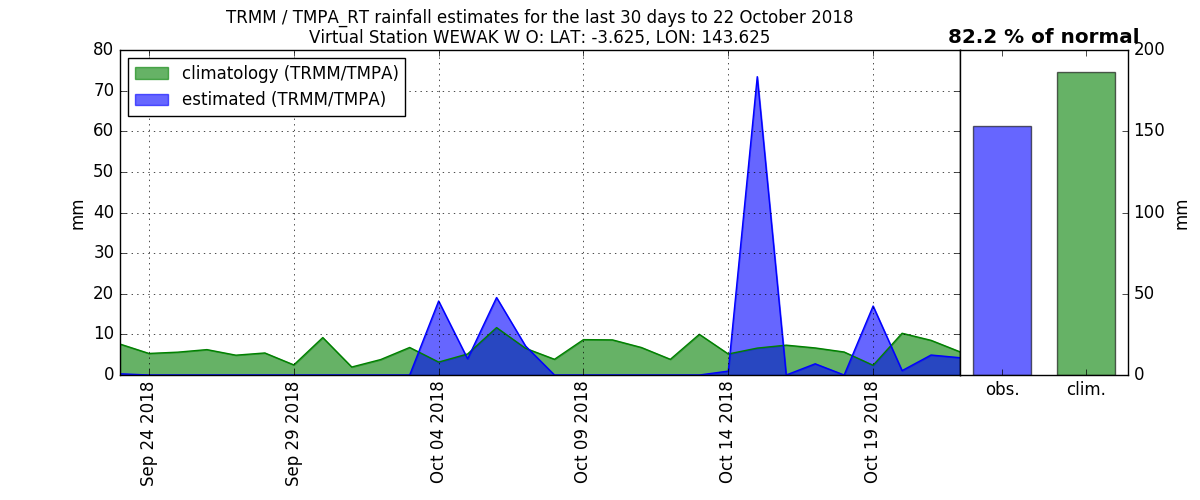 TRMM / TMPA_RT rainfall estimates for the last 30 days to 22 October 2018
Virtual Station WEWAK W O: LAT: -3.625, LON: 143.625
82.2 % of normal
climatology (TRMM/TMPA)
estimated (TRMM/TMPA)
80
70
60
50
40
30
20
10
0
mm
Sep 24 2018
Sep 29 2018
Oct 04 2018
Oct 09 2018
Oct 14 2018
Oct 19 2018
200
150
100
50
0
mm
obs.
clim.